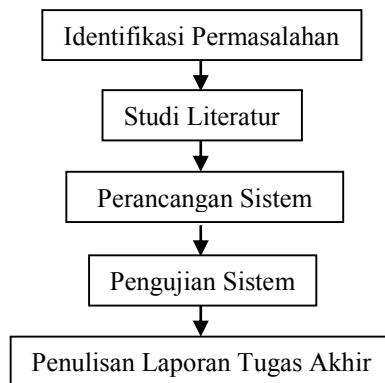 Identifikasi Permasalahan
Studi Literatur
Perancangan Sistem
Pengujian Sistem
Penulisan Laporan Tugas Akhir